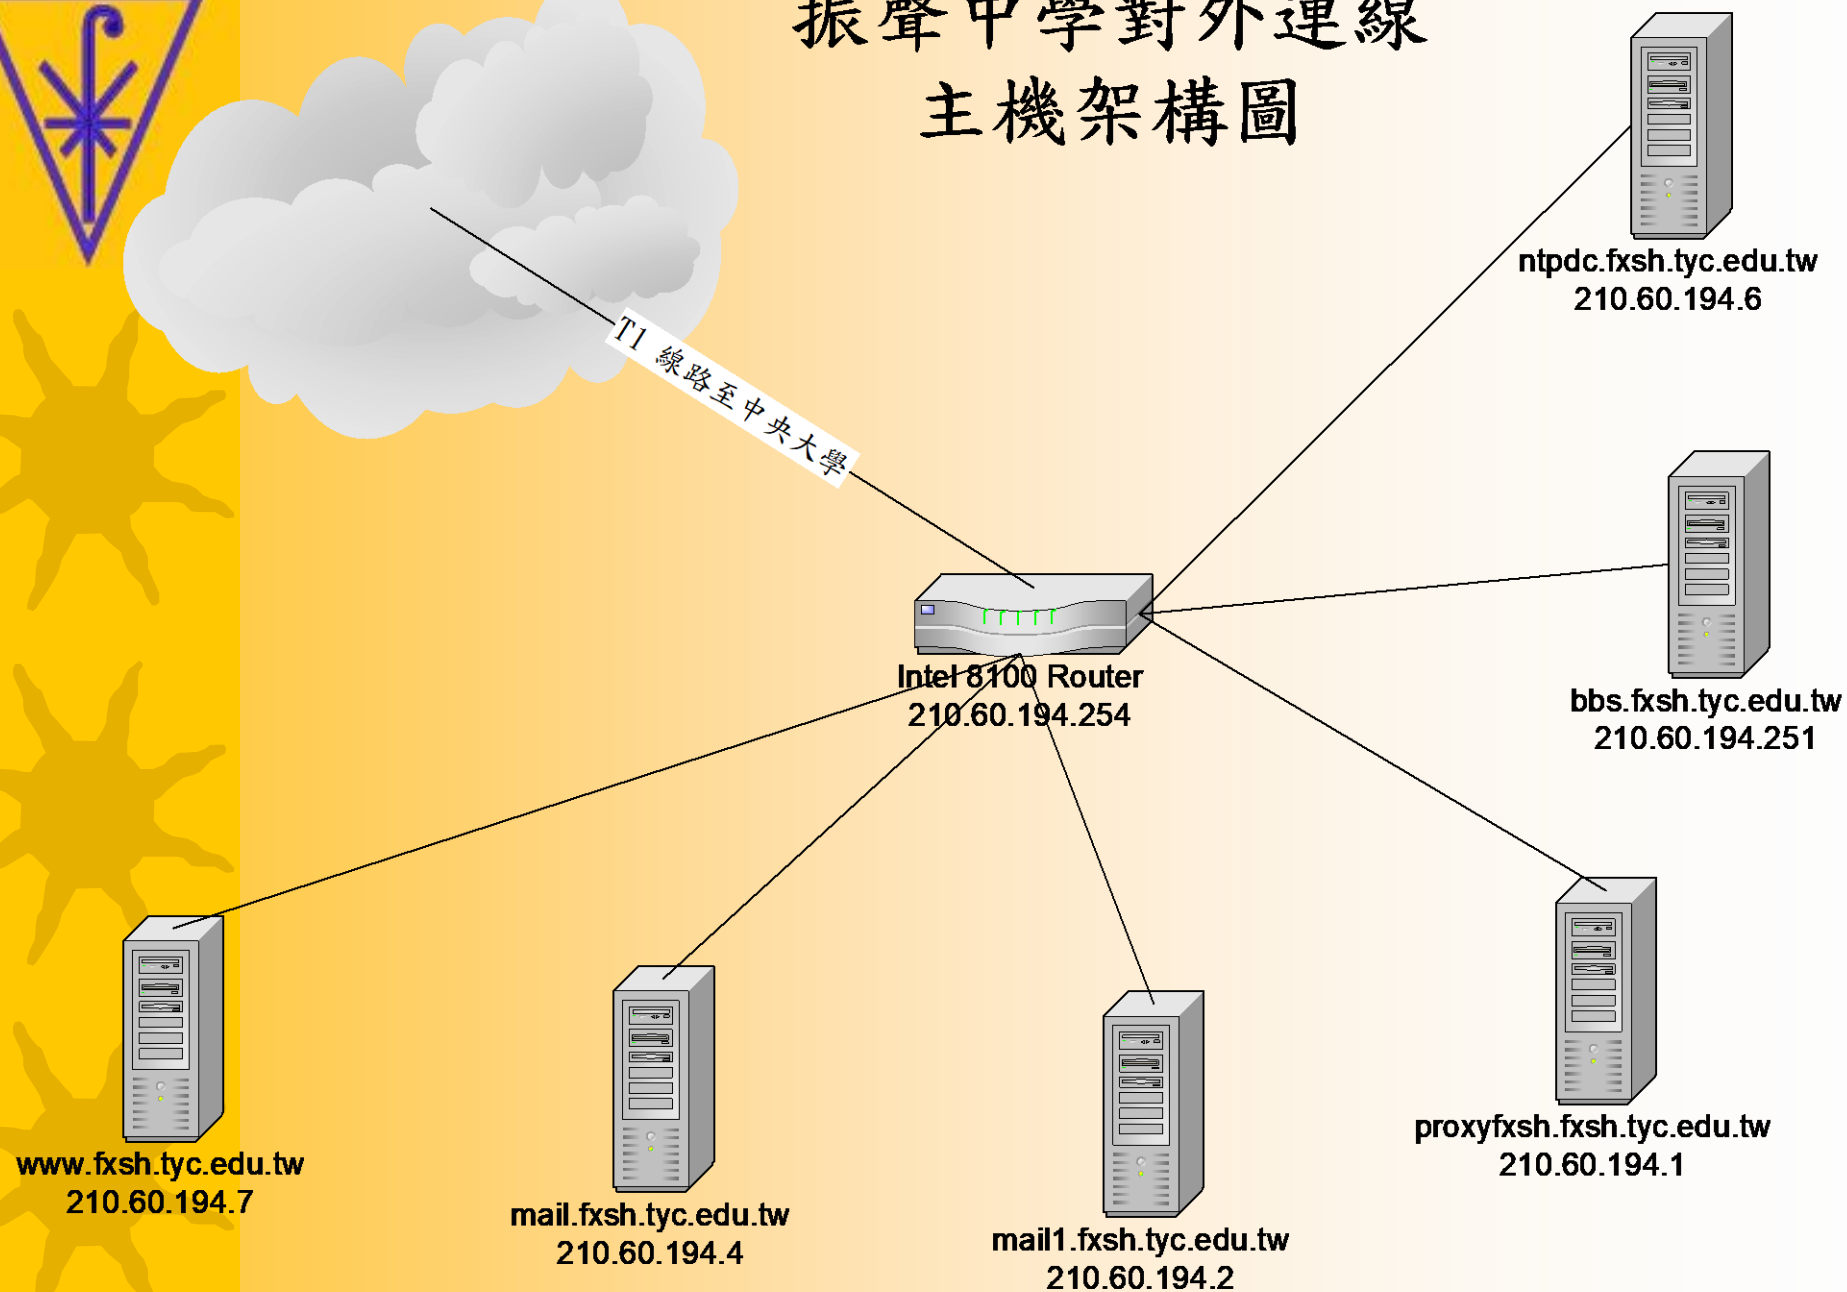 振聲中學對外連線
主機架構圖
ntpdc.fxsh.tyc.edu.tw
210.60.194.6
T1 線路至中央大學
bbs.fxsh.tyc.edu.tw
210.60.194.251
Intel 8100 Router
210.60.194.254
proxyfxsh.fxsh.tyc.edu.tw
210.60.194.1
www.fxsh.tyc.edu.tw
210.60.194.7
mail.fxsh.tyc.edu.tw
210.60.194.4
mail1.fxsh.tyc.edu.tw
210.60.194.2